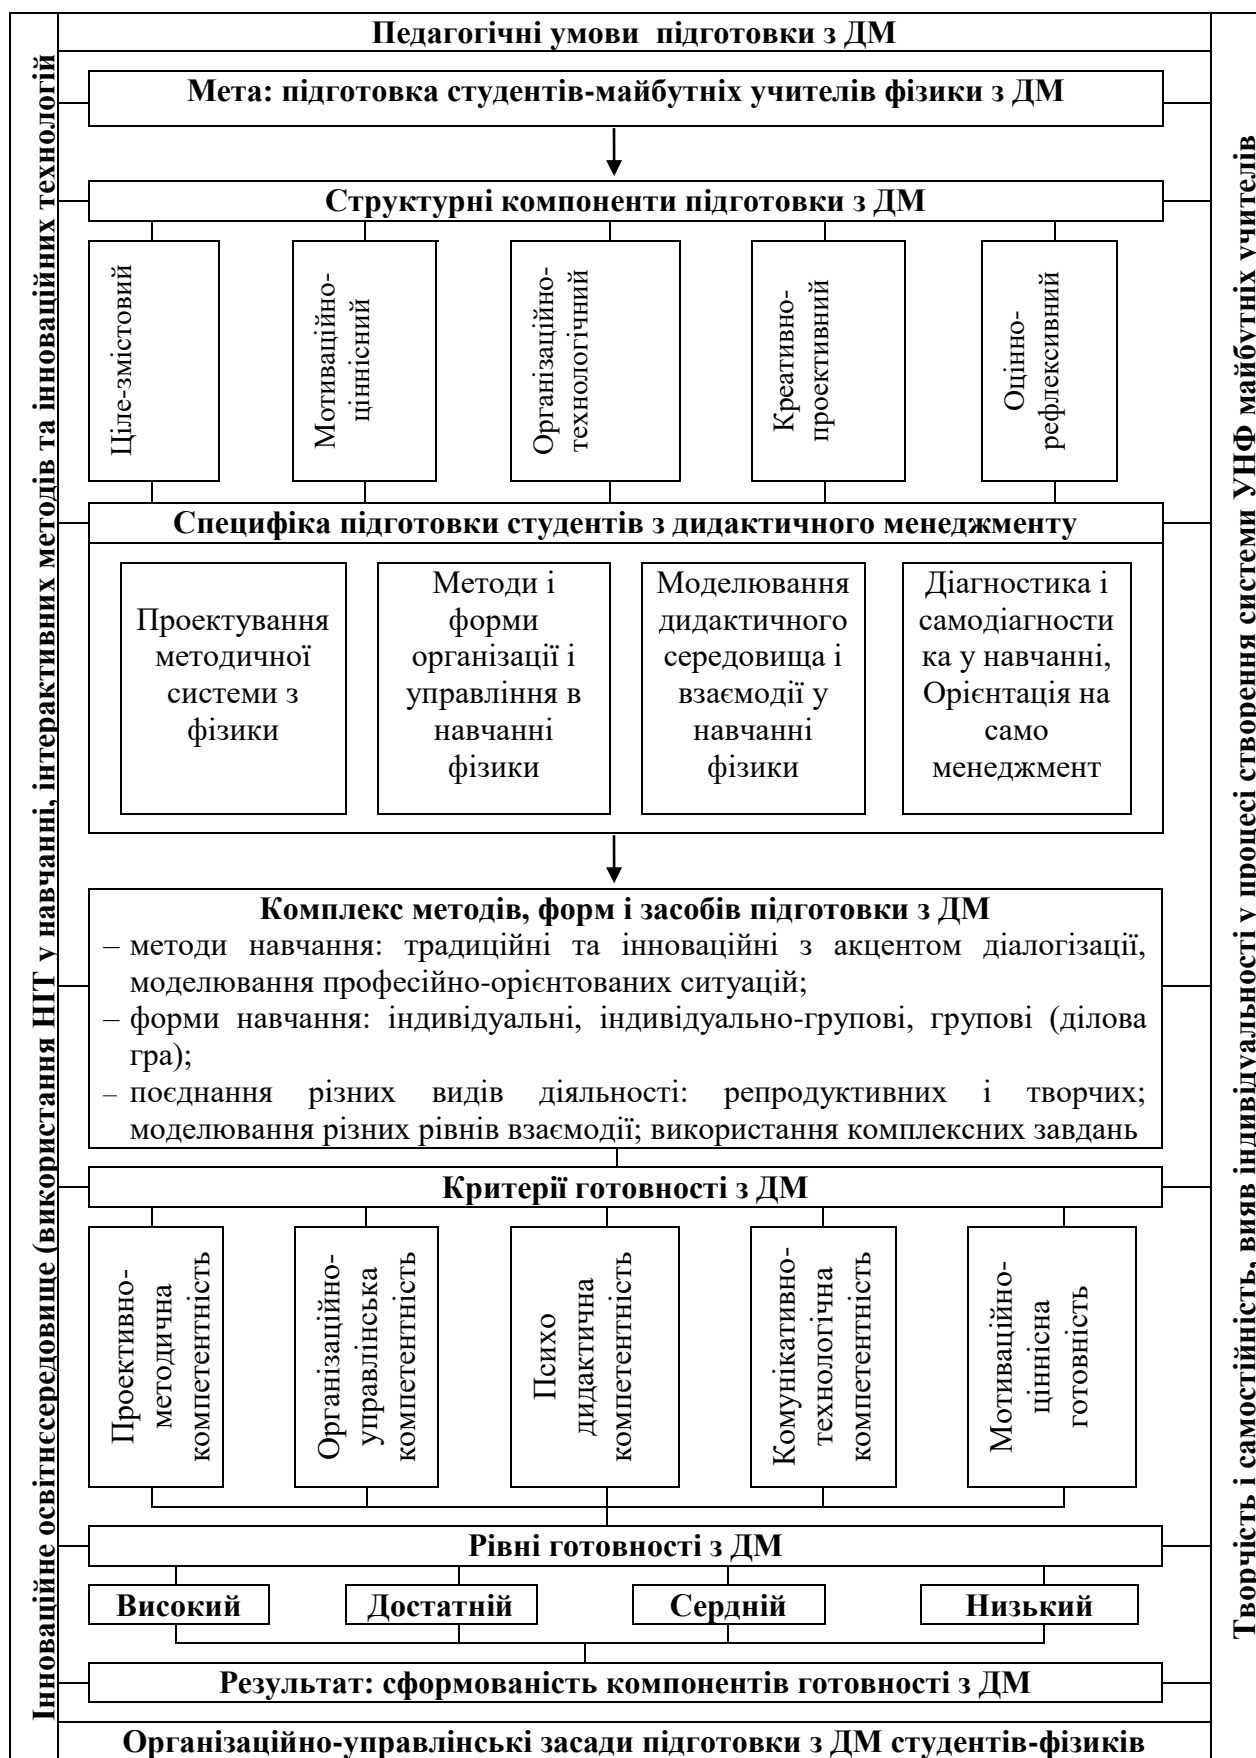 Педагогічні умови підготовки з ДМ
Інноваційне освітнєсередовище (використання НІТ у навчанні, інтерактивних методів та інноваційних технологій
Мета: підготовка студентів-майбутніх учителів фізики з ДМ
Структурні компоненти підготовки з ДМ
Ціле-змістовий
Мотиваційно-
ціннісний
Організаційно-
технологічний
Креативно-
проективний
Оцінно-
рефлексивний
Специфіка підготовки студентів з дидактичного менеджменту
Проектування
методичної
системи з
фізики
Методи і
форми
організації і
управління в
навчанні
фізики
Моделювання
дидактичного
середовища і
взаємодії у
навчанні
фізики
Діагностика і
самодіагности
ка у навчанні,
Орієнтація на
само
менеджмент
Комплекс методів, форм і засобів підготовки з ДМ
– методи навчання: традиційні та інноваційні з акцентом діалогізації,
моделювання професійно-орієнтованих ситуацій;
– форми навчання: індивідуальні, індивідуально-групові, групові (ділова
гра);
– поєднання різних видів діяльності: репродуктивних і творчих;
моделювання різних рівнів взаємодії; використання комплексних завдань
Критерії готовності з ДМ
Проективно-
методична
компетентність
Організаційно-
управлінська
компетентність
Психо
дидактична
компетентність
Комунікативно-
технологічна
компетентність
Мотиваційно-
ціннісна
готовність
Рівні готовності з ДМ
Високий
Достатній
Сердній
Низький
Результат: сформованість компонентів готовності з ДМ
Організаційно-управлінські засади підготовки з ДМ студентів-фізиків
Творчість і самостійність, вияв індивідуальності у процесі створення системи УНФ майбутніх учителів